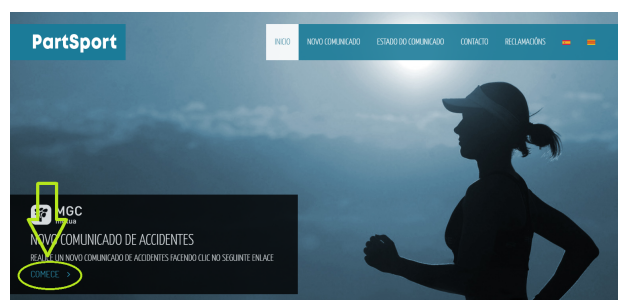 PartSport
INICIO NOVO COMUNICADO ESTADO DO COMUNICADO CONTACTO RECLAMACIÓNS
MGC
mutua
NOVO COMUNICADO DE ACCIDENTES
REALICE UN NOVO COMUNICADO DE ACCIDENTES FACENDO CLIC NO SEGUINTE ENLACE
COMECE >